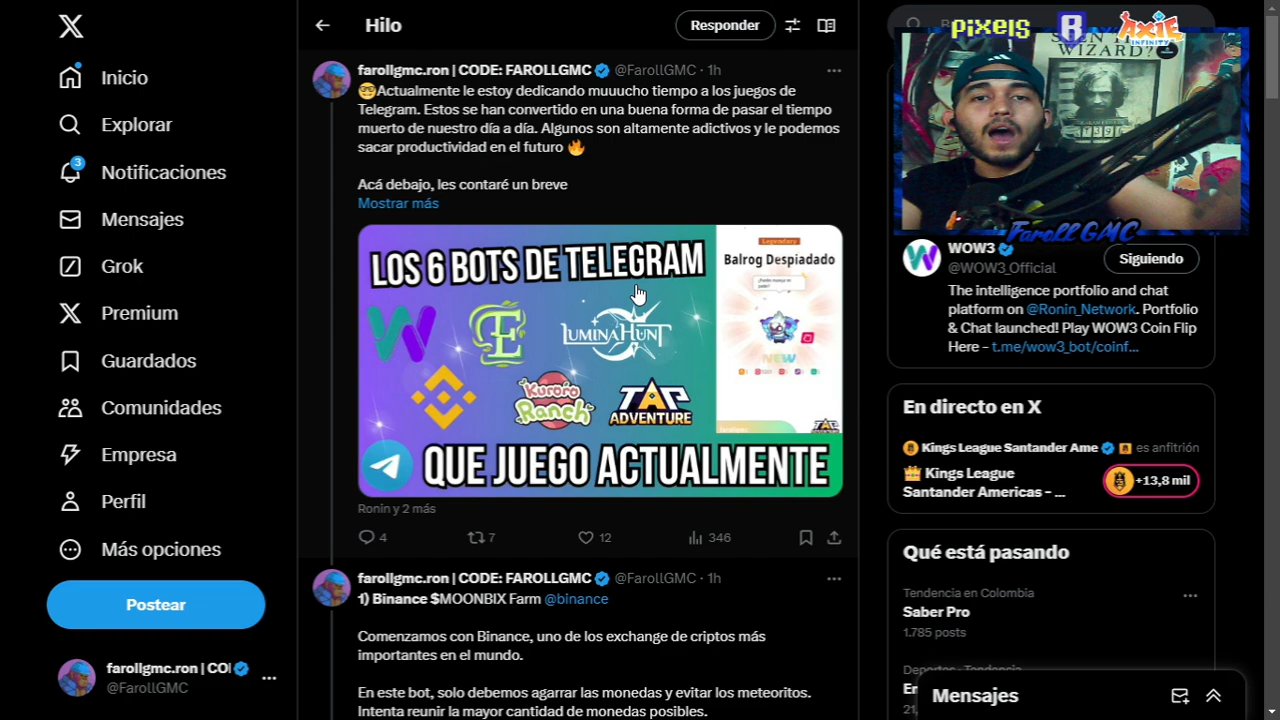 Inicio
Explorar
3
Notificaciones
Mensajes
Grok
Premium
Guardados
Comunidades
Empresa
Perfil
Más opciones
Postear
farollgmc.ron | COI
@FarollGMC
Hilo
Responder
farollgmc.ron | CODE: FAROLLGMC @FarollGMC · 1h
🤓Actualmente le estoy dedicando muuucho tiempo a los juegos de
Telegram. Estos se han convertido en una buena forma de pasar el tiempo
muerto de nuestro día a día. Algunos son altamente adictivos y le podemos
sacar productividad en el futuro 🔥
Acá debajo, les contaré un breve
Mostrar más
LOS 6 BOTS DE TELEGRAM
LUMINAHUNT
KURORO
Ranch
TAP
ADVENTURE
QUE JUEGO ACTUALMENTE
Legendary
Balrog Despiadado
NEW
Ronin y 2 más
4
7
12
346
farollgmc.ron | CODE: FAROLLGMC @FarollGMC · 1h
1) Binance $MOONBIX Farm @binance
Comenzamos con Binance, uno de los exchange de criptos más
importantes en el mundo.
En este bot, solo debemos agarrar las monedas y evitar los meteoritos.
Intenta reunir la mayor cantidad de monedas posibles.
pixels
R
AXIE
INFINITY
WIZARD?
Faroll GMC
WOW3
@WOW3_Official
Siguiendo
The intelligence portfolio and chat
platform on @Ronin_Network. Portfolio
& Chat launched! Play WOW3 Coin Flip
Here – t.me/wow3_bot/coinf...
En directo en X
Kings League Santander Ame es anfitrión
Kings League
Santander Americas – ...
+13,8 mil
Qué está pasando
Tendencia en Colombia
Saber Pro
1.785 posts
Mensajes